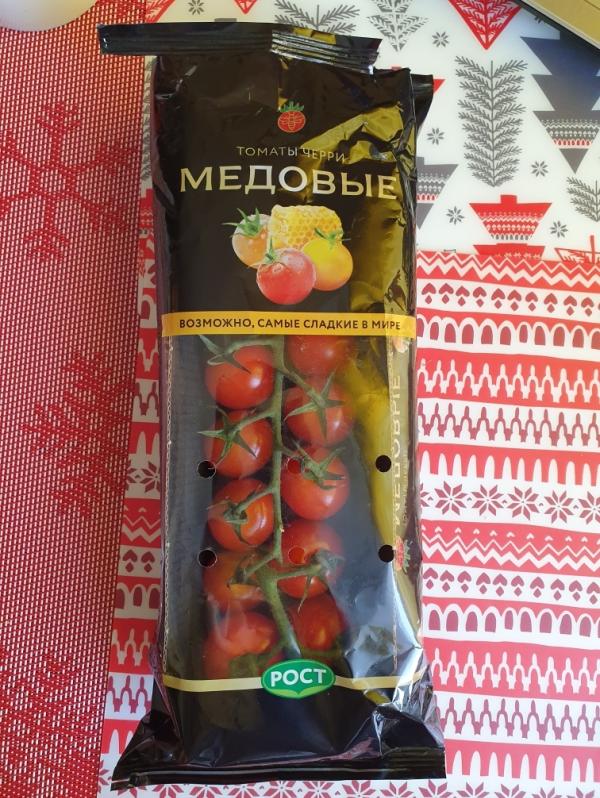 ТОМАТЫ ЧЕРРИ
МЕДОВЫЕ
ВОЗМОЖНО, САМЫЕ СЛАДКИЕ В МИРЕ
МЕДОВЫЕ
РОСТ